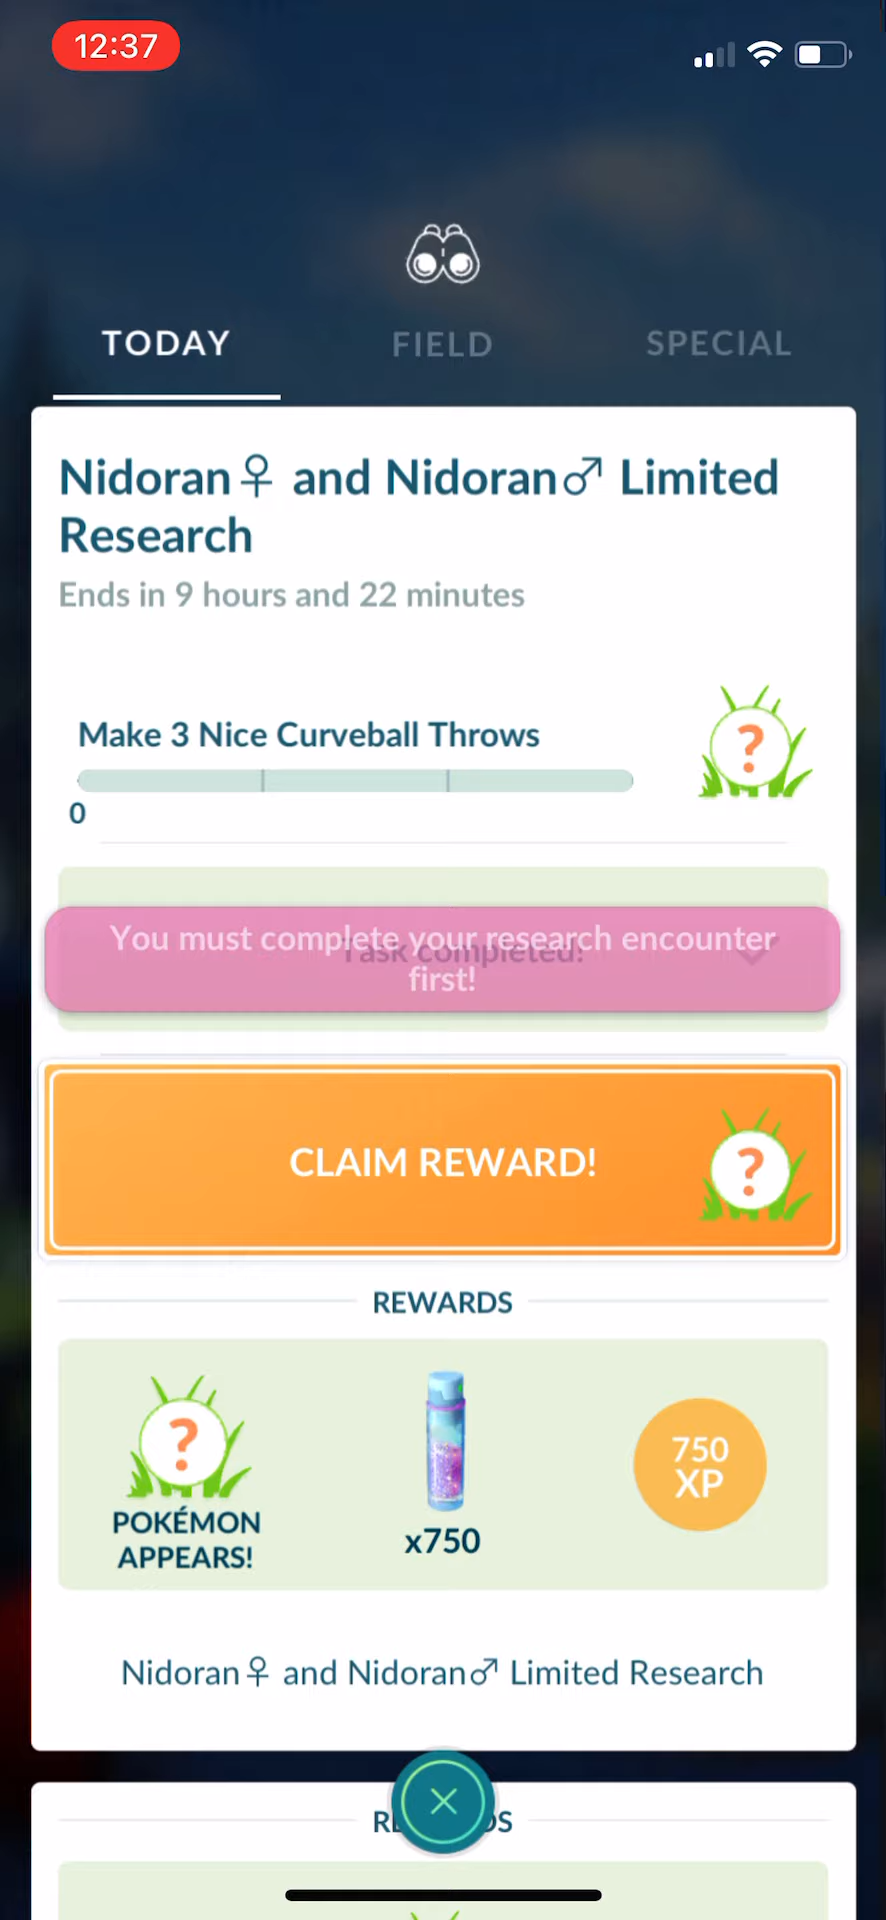 12:37
TODAY
FIELD
SPECIAL
Nidoran♀ and Nidoran♂ Limited
Research
Ends in 9 hours and 22 minutes
Make 3 Nice Curveball Throws
?
0
You must complete your research encounter
first!
Task completed!
CLAIM REWARD!
?
REWARDS
?
POKÉMON
APPEARS!
x750
750
XP
Nidoran♀ and Nidoran♂ Limited Research